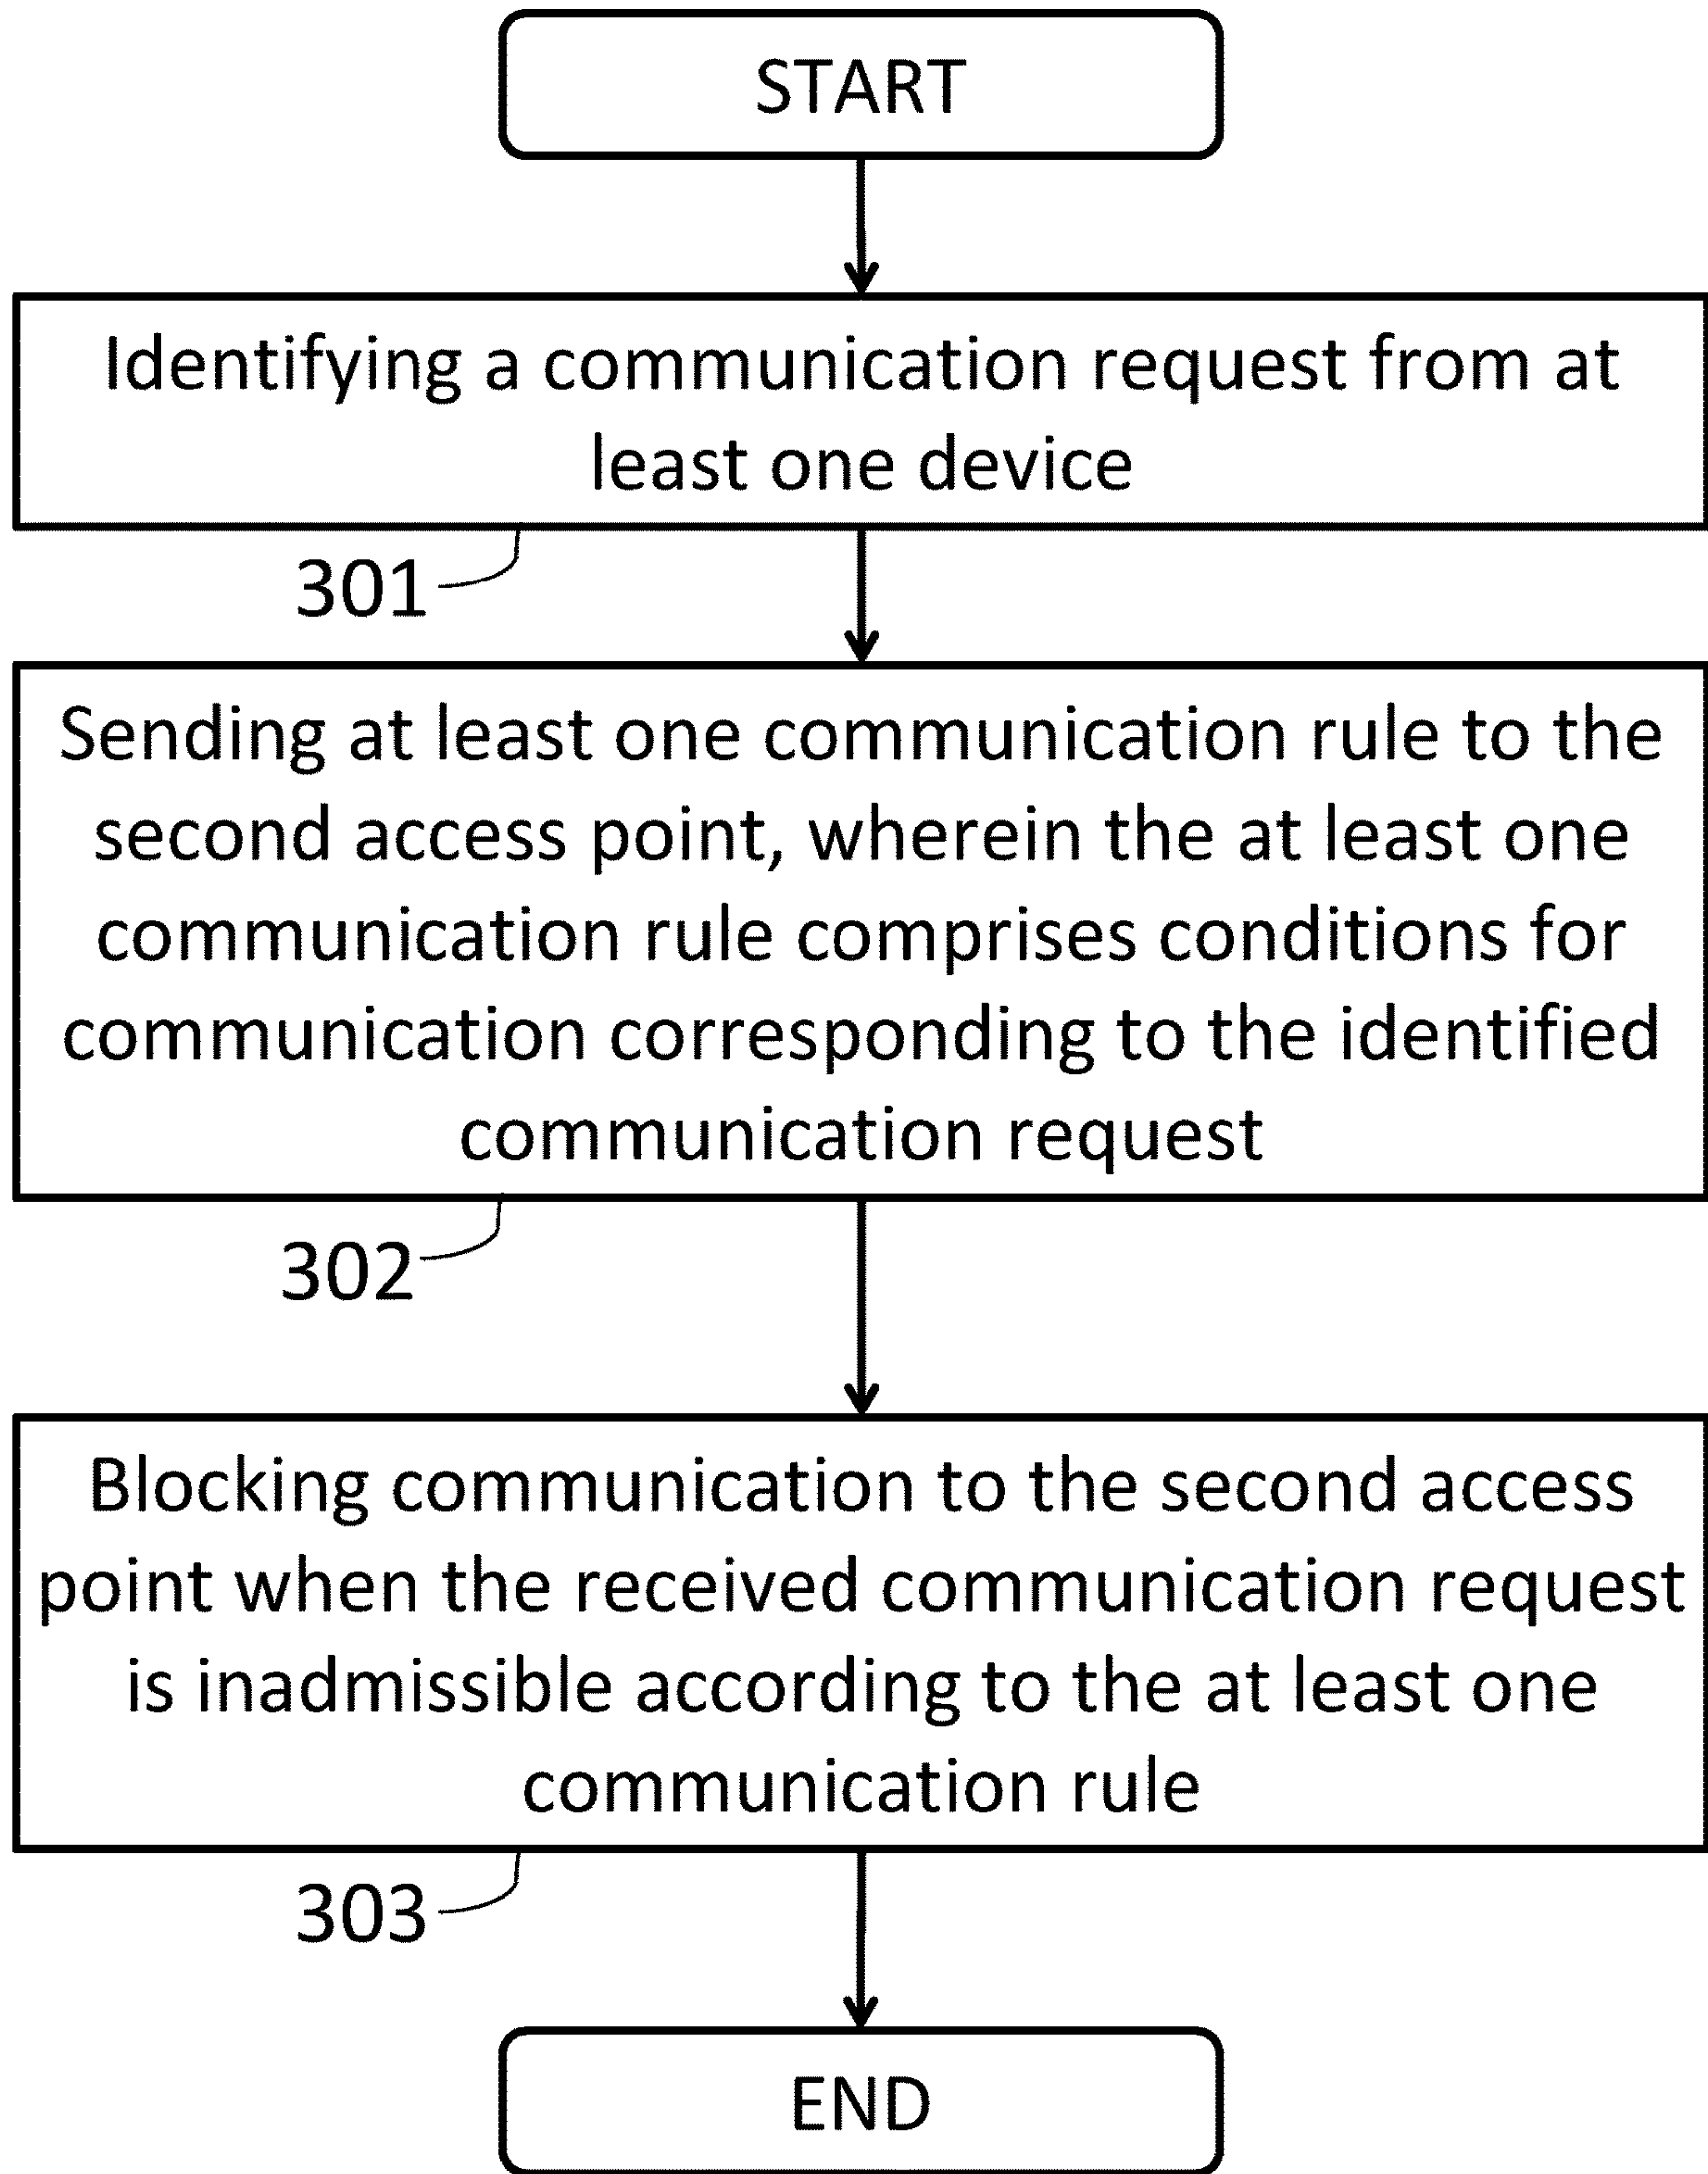 START
Identifying a communication request from at
least one device
301
Sending at least one communication rule to the
second access point, wherein the at least one
communication rule comprises conditions for
communication corresponding to the identified
communication request
302
Blocking communication to the second access
point when the received communication request
is inadmissible according to the at least one
communication rule
303
END